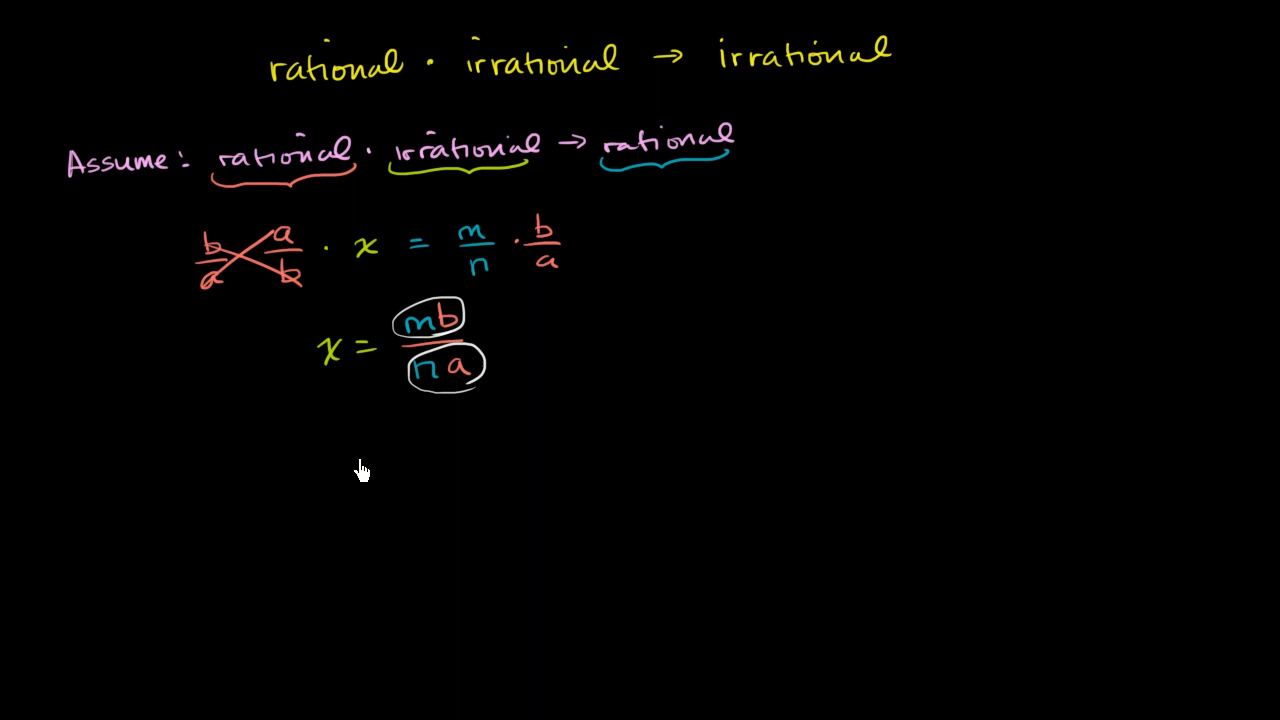 rational · irrational → irrational
Assume: rational · irrational → rational
b/a a/b · x = m/n · b/a
x = mb/na